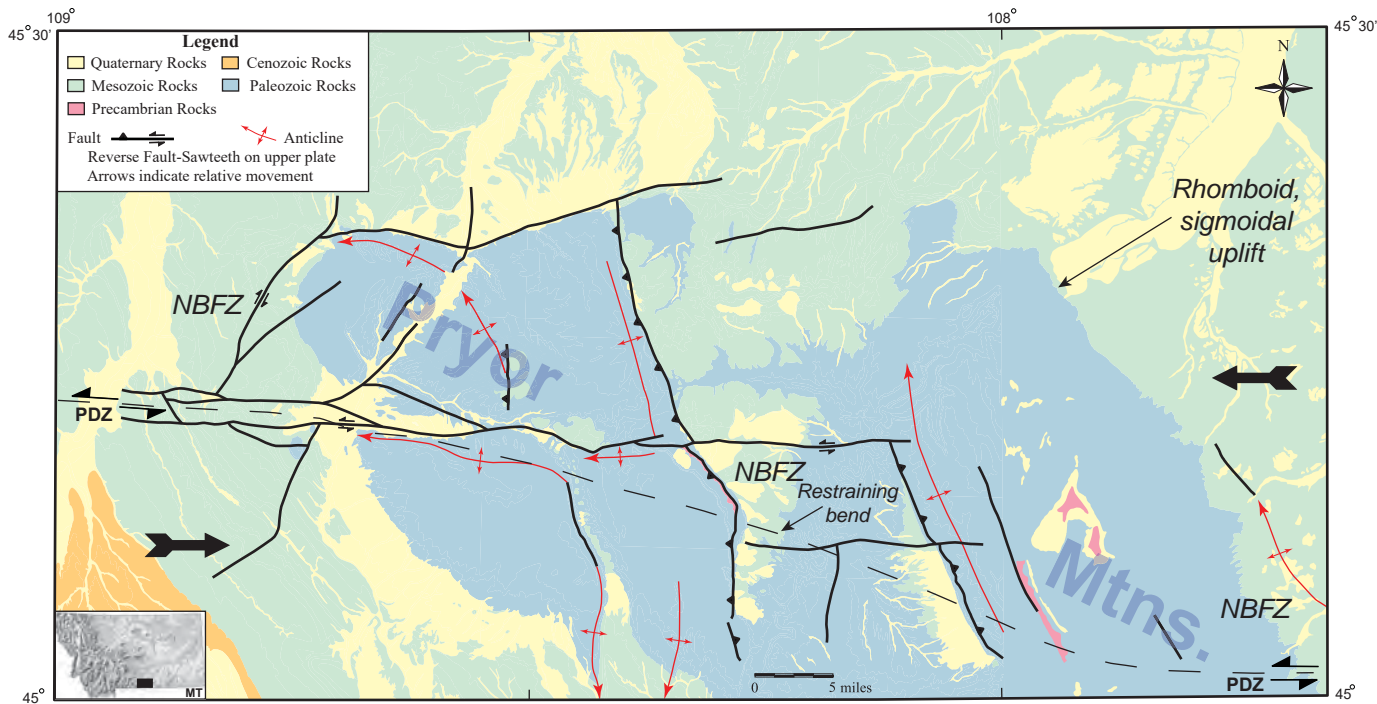 109°
108°
45° 30'
45° 30'
Legend
Quaternary Rocks
Cenozoic Rocks
Mesozoic Rocks
Paleozoic Rocks
Precambrian Rocks
Fault
Anticline
Reverse Fault-Sawteeth on upper plate
Arrows indicate relative movement
N
Rhomboid,
sigmoidal
uplift
NBFZ
Pryor
PDZ
NBFZ
Restraining
bend
Mtns.
NBFZ
MT
0
5 miles
PDZ
45°
45°